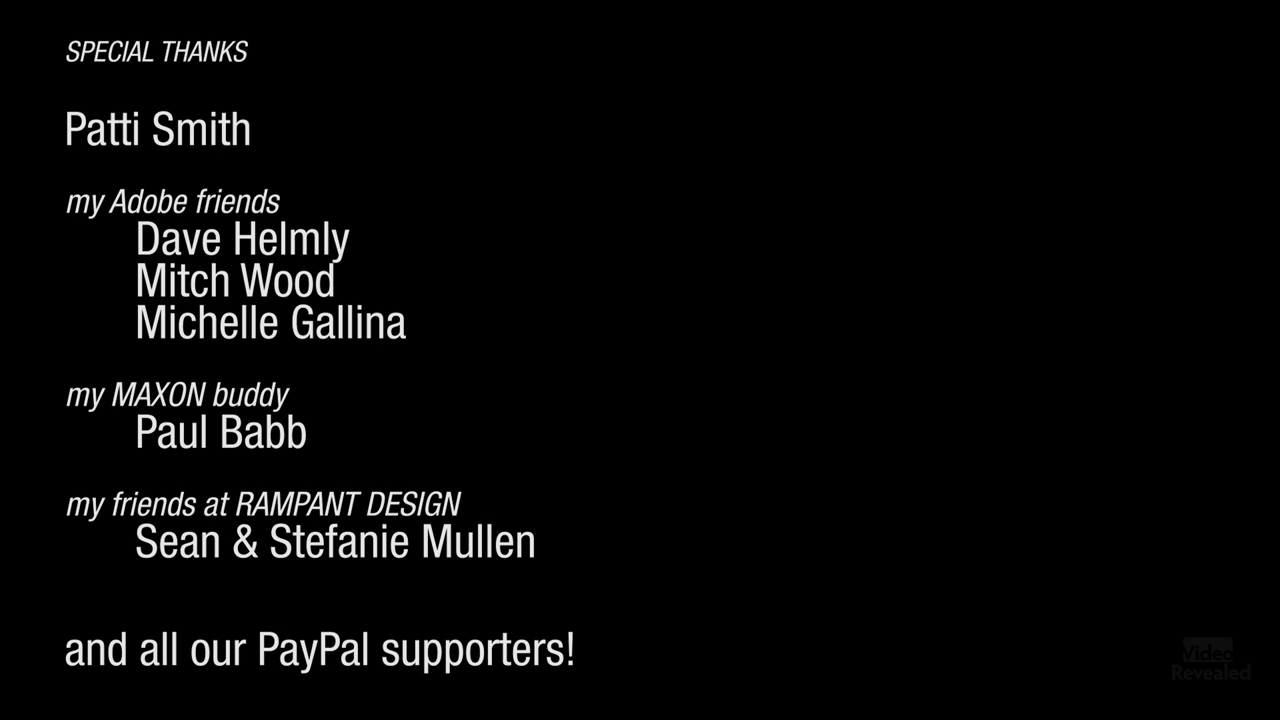 SPECIAL THANKS
Patti Smith
my Adobe friends
Dave Helmly
Mitch Wood
Michelle Gallina
my MAXON buddy
Paul Babb
my friends at RAMPANT DESIGN
Sean & Stefanie Mullen
and all our PayPal supporters!
Video
Revealed